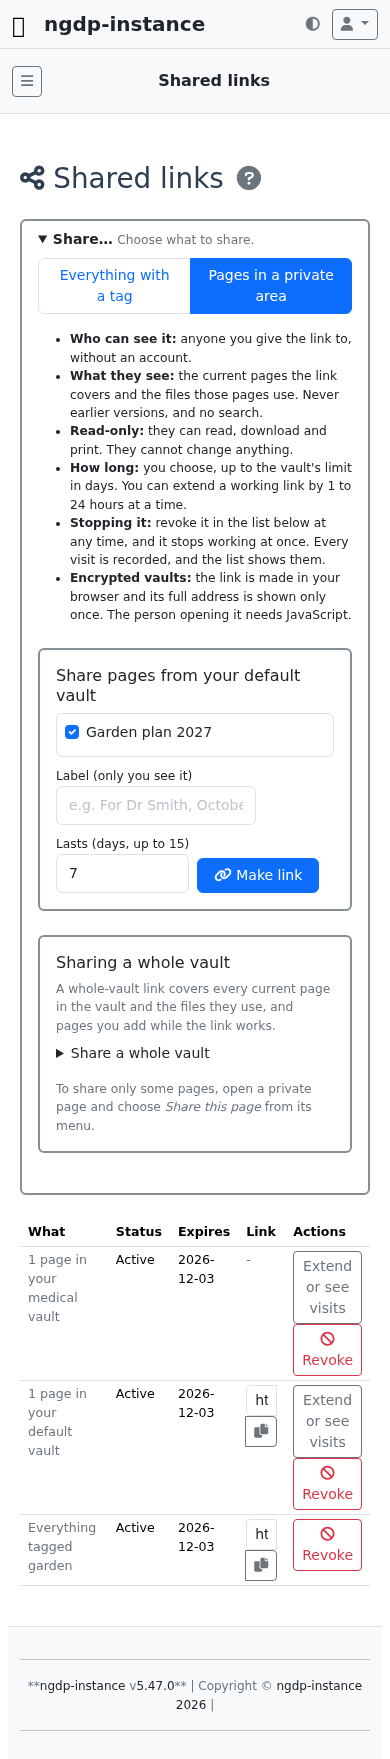 ngdp-instance
Shared links
Shared links
Share… Choose what to share.
Everything with
a tag
Pages in a private
area
• Who can see it: anyone you give the link to,
without an account.
• What they see: the current pages the link
covers and the files those pages use. Never
earlier versions, and no search.
• Read-only: they can read, download and
print. They cannot change anything.
• How long: you choose, up to the vault's limit
in days. You can extend a working link by 1 to
24 hours at a time.
• Stopping it: revoke it in the list below at
any time, and it stops working at once. Every
visit is recorded, and the list shows them.
• Encrypted vaults: the link is made in your
browser and its full address is shown only
once. The person opening it needs JavaScript.
Share pages from your default
vault
Garden plan 2027
Label (only you see it)
e.g. For Dr Smith, Octobe
Lasts (days, up to 15)
7
Make link
Sharing a whole vault
A whole-vault link covers every current page
in the vault and the files they use, and
pages you add while the link works.
Share a whole vault
To share only some pages, open a private
page and choose Share this page from its
menu.
What Status Expires Link Actions
1 page in
your
medical
vault
Active
2026-
12-03
-
Extend
or see
visits
Revoke
1 page in
your
default
vault
Active
2026-
12-03
ht
Extend
or see
visits
Revoke
Everything
tagged
garden
Active
2026-
12-03
ht
Revoke
**ngdp-instance v5.47.0** | Copyright © ngdp-instance
2026 |